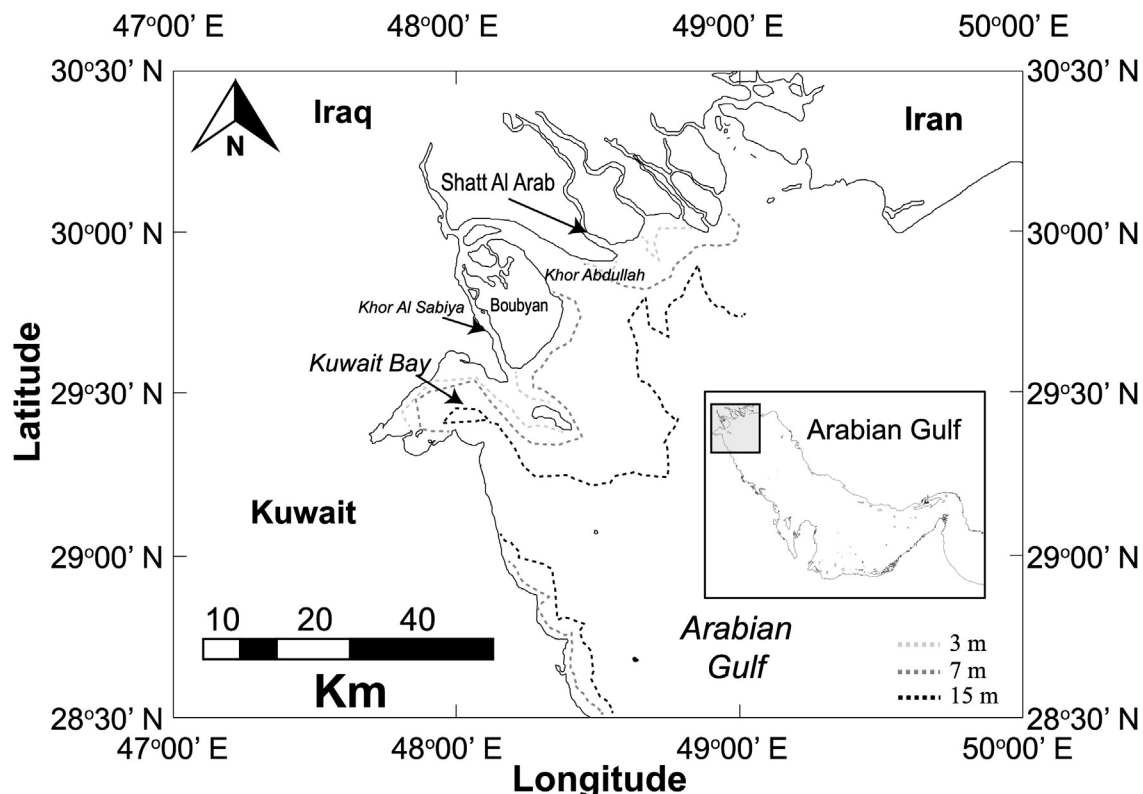 47°00’ E 48°00’ E 49°00’ E 50°00’ E
30°30’ N 30°30’ N
Iraq Iran
N
Shatt Al Arab
30°00’ N 30°00’ N
Khor Abdullah
Khor Al Sabiya Boubyan
Kuwait Bay
29°30’ N 29°30’ N
Latitude
Arabian Gulf
Kuwait
29°00’ N 29°00’ N
10 20 40
Km
Arabian
Gulf
3 m
7 m
15 m
28°30’ N 28°30’ N
47°00’ E 48°00’ E 49°00’ E 50°00’ E
Longitude